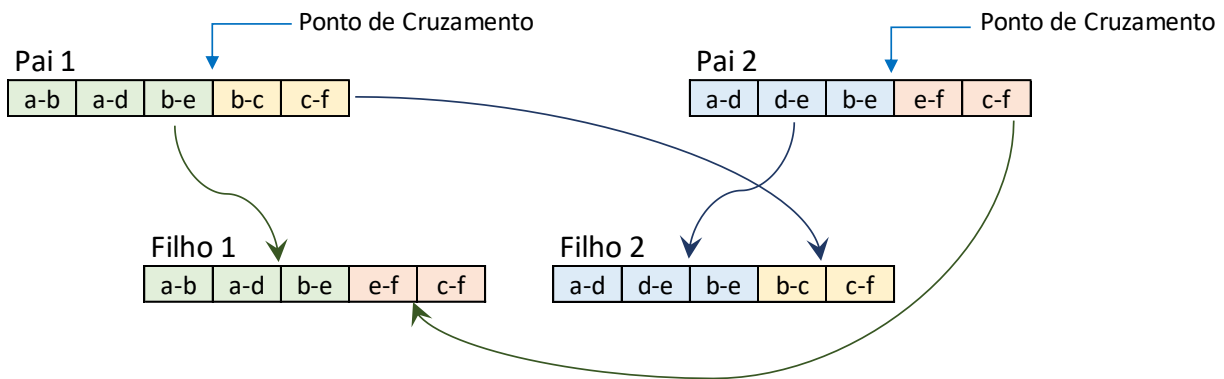 Ponto de Cruzamento
Ponto de Cruzamento
Pai 1
Pai 2
a-b a-d b-e b-c c-f
a-d d-e b-e e-f c-f
Filho 1
Filho 2
a-b a-d b-e e-f c-f
a-d d-e b-e b-c c-f